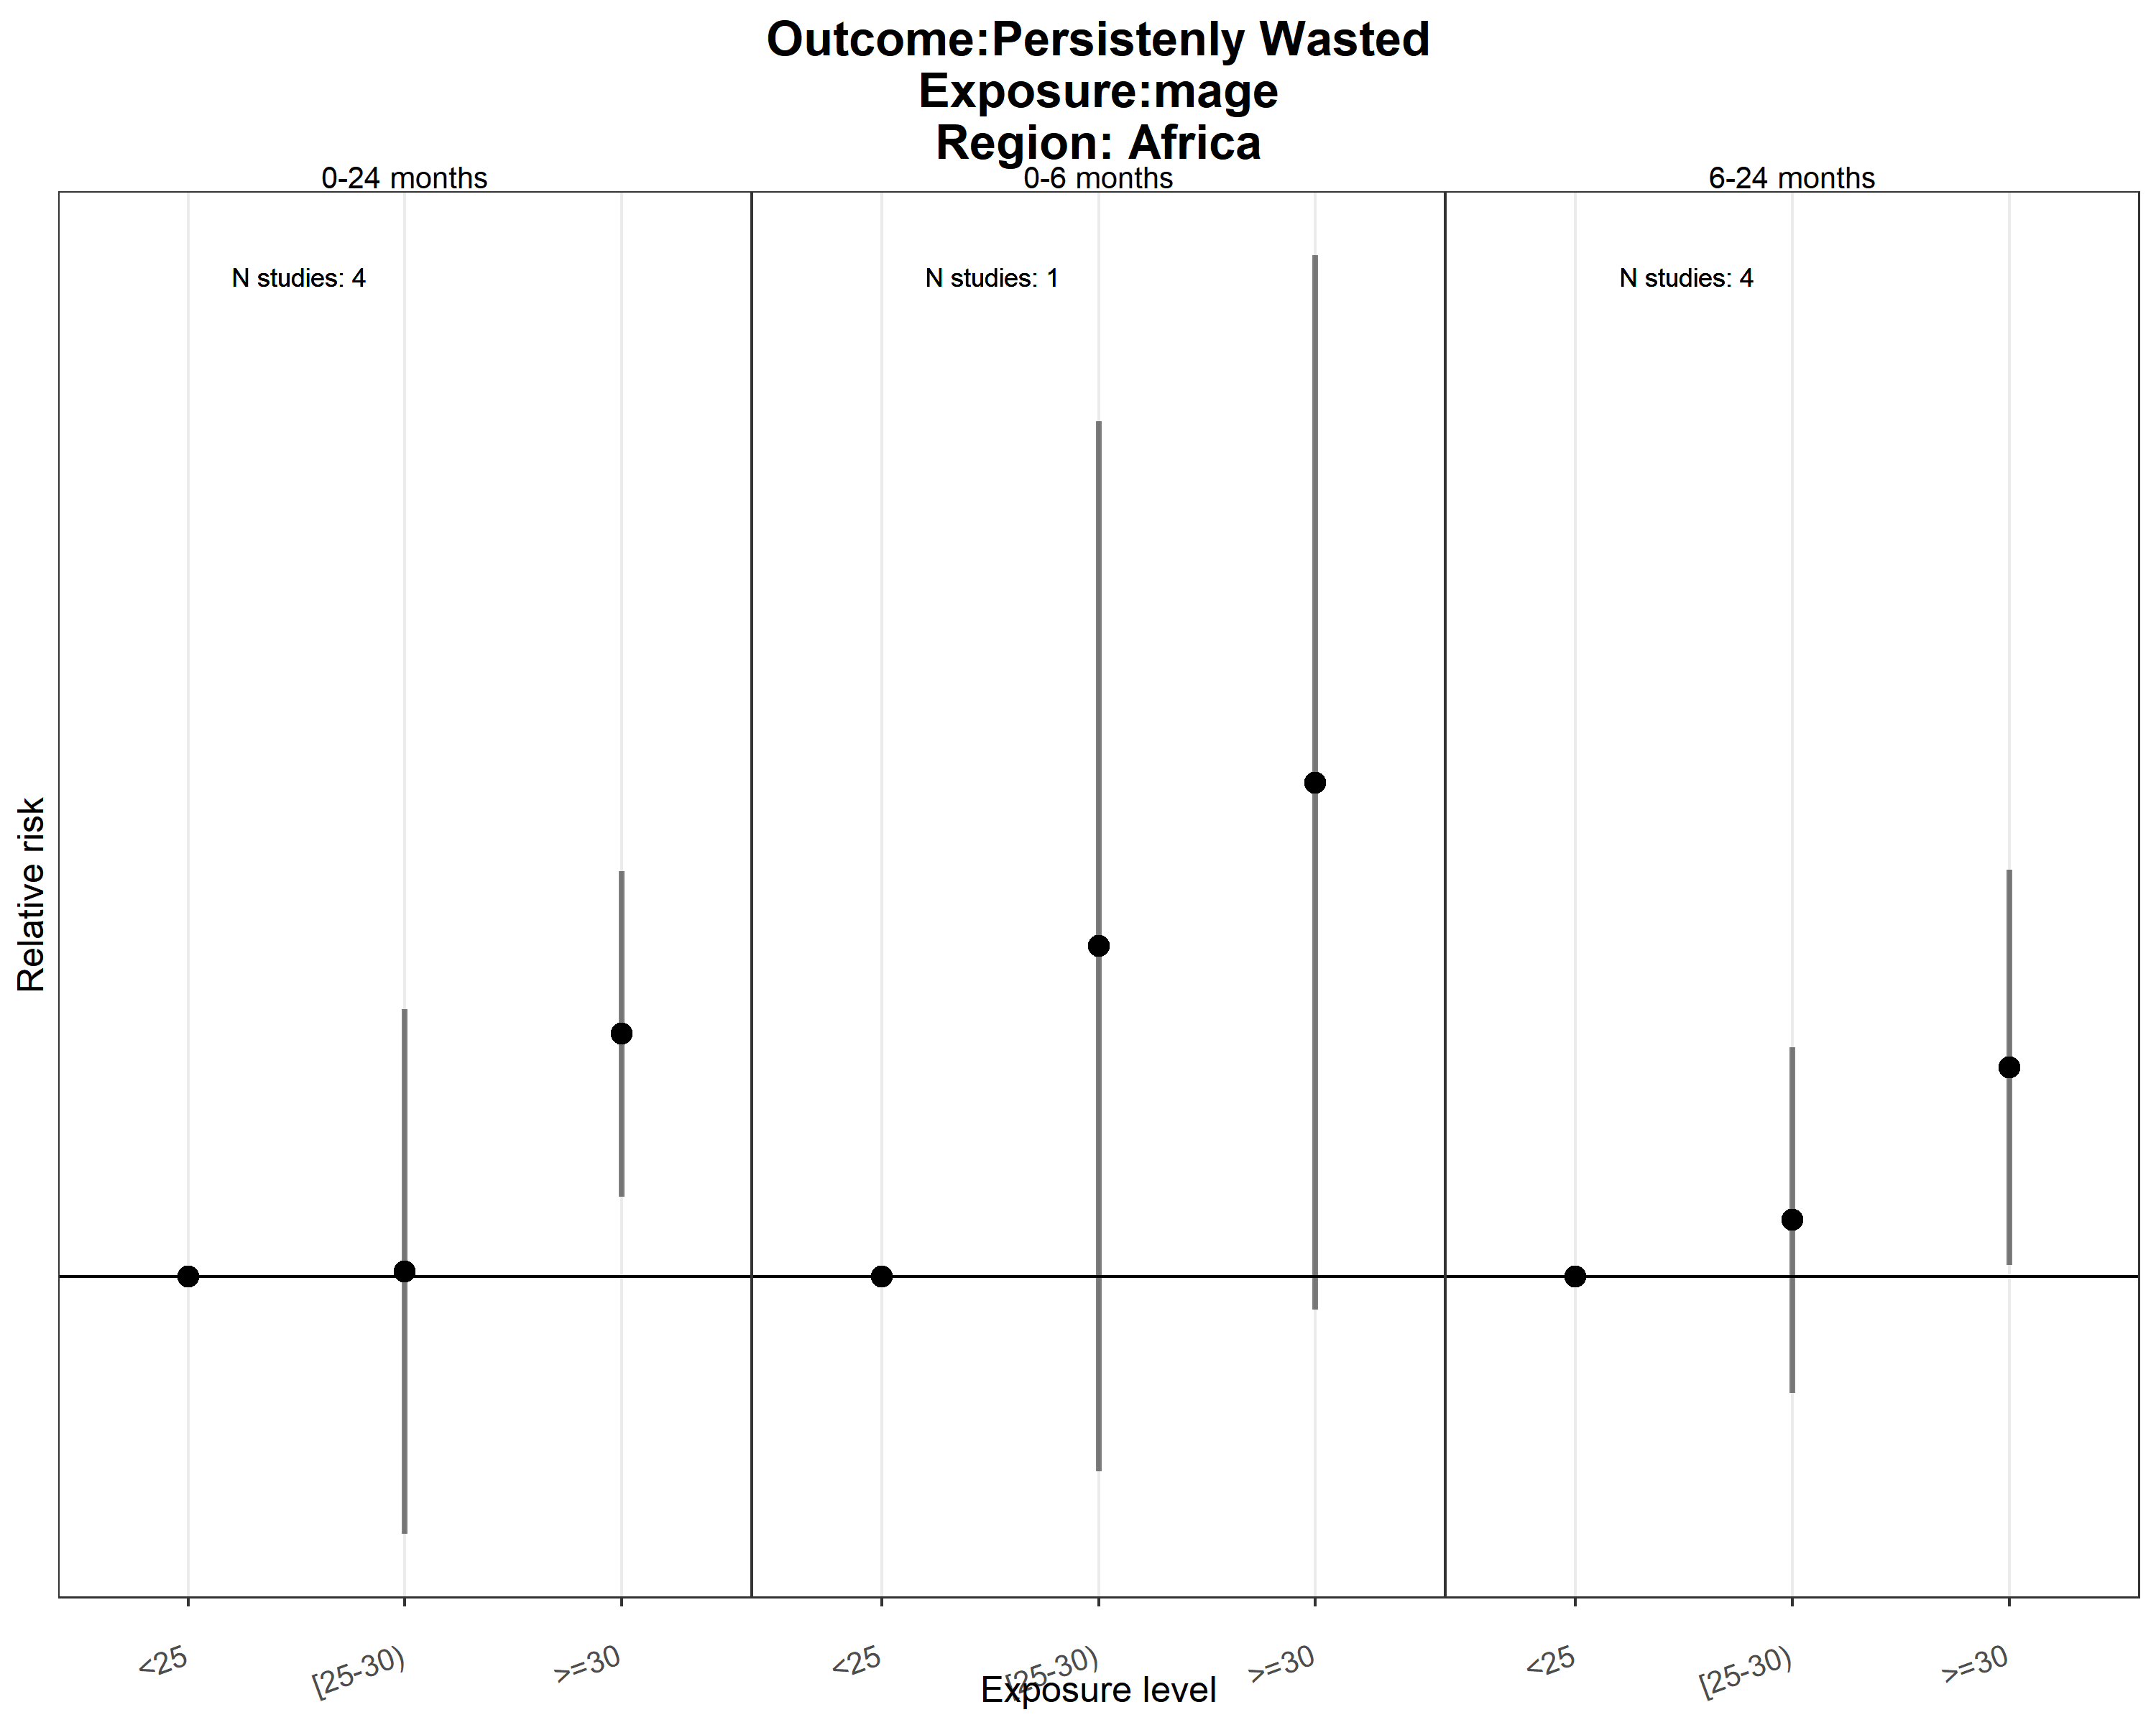 Outcome:Persistenly Wasted
Exposure:mage
Region: Africa
0-24 months
0-6 months
6-24 months
N studies: 4
N studies: 1
N studies: 4
Relative risk
<25
[25-30)
>=30
<25
[25-30)
>=30
<25
[25-30)
>=30
Exposure level